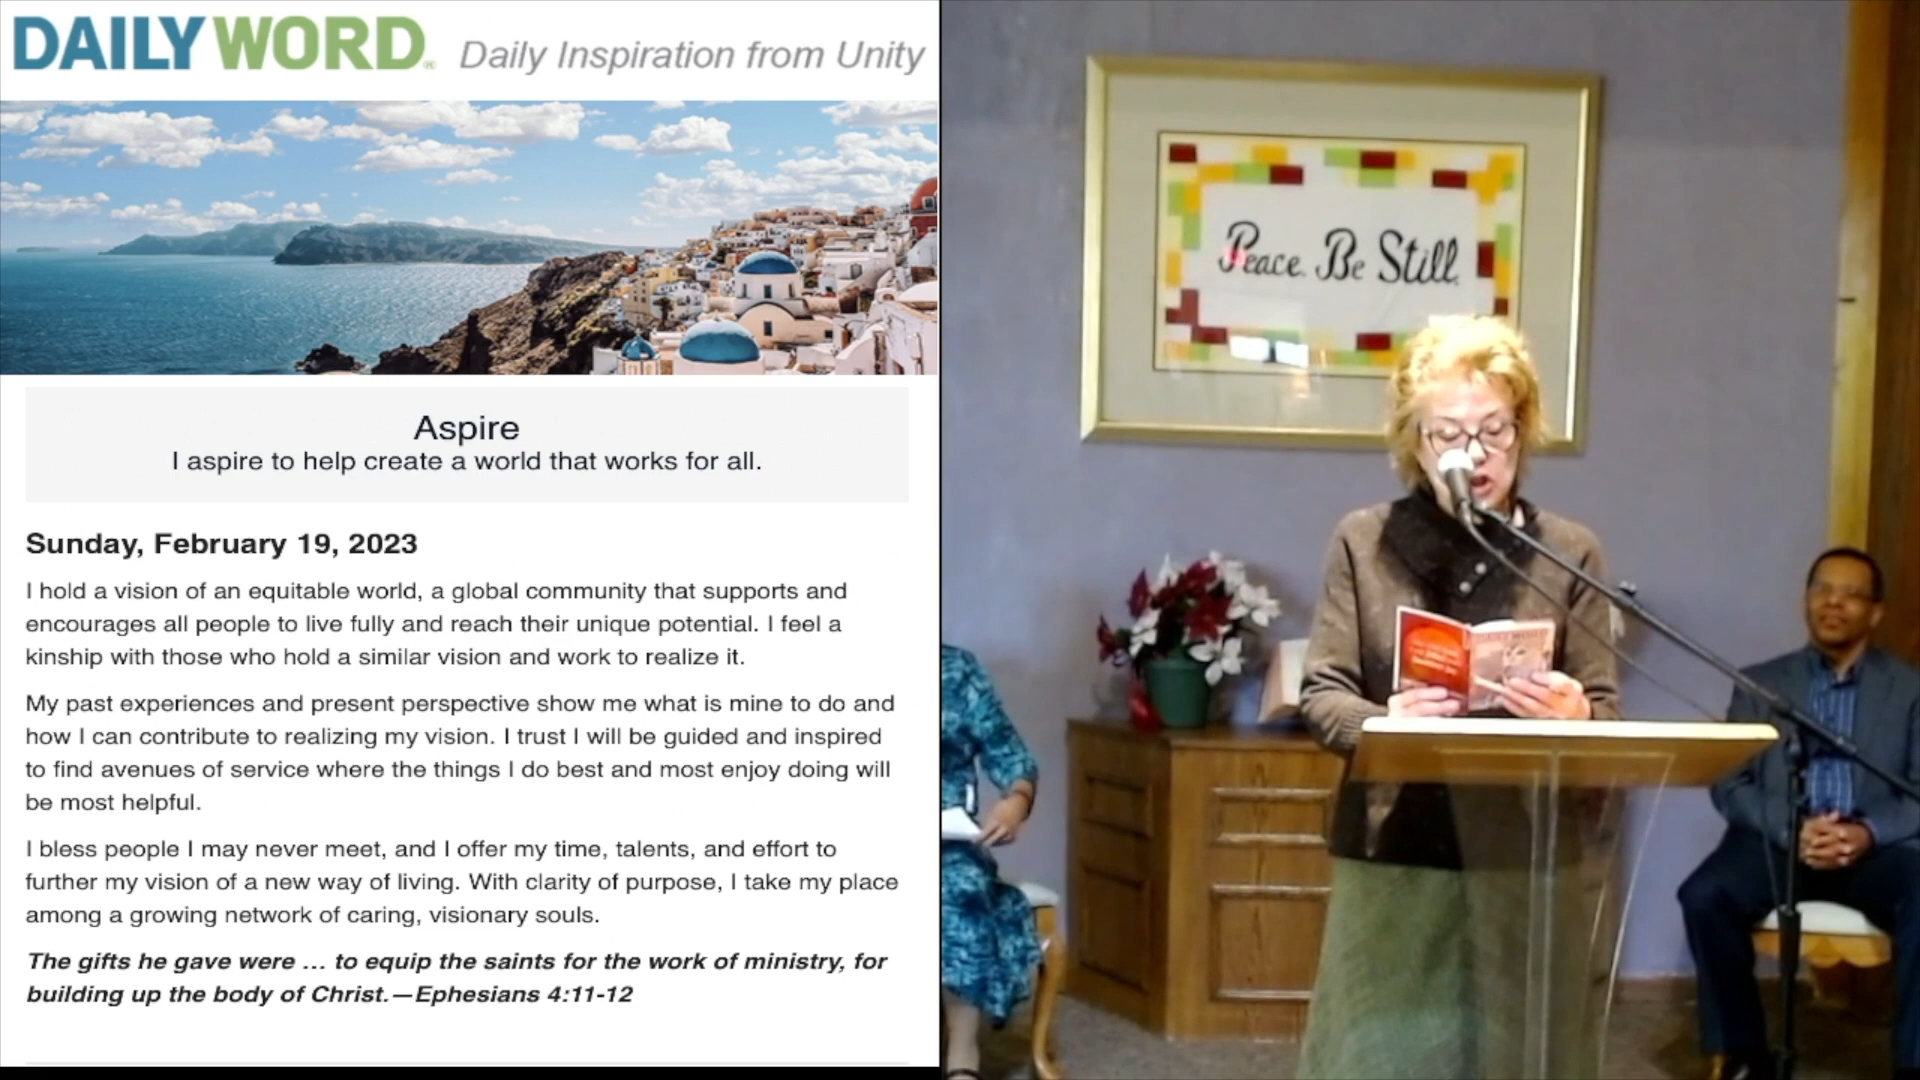 DAILY WORD® Daily Inspiration from Unity
Aspire
I aspire to help create a world that works for all.
Sunday, February 19, 2023
I hold a vision of an equitable world, a global community that supports and
encourages all people to live fully and reach their unique potential. I feel a
kinship with those who hold a similar vision and work to realize it.
My past experiences and present perspective show me what is mine to do and
how I can contribute to realizing my vision. I trust I will be guided and inspired
to find avenues of service where the things I do best and most enjoy doing will
be most helpful.
I bless people I may never meet, and I offer my time, talents, and effort to
further my vision of a new way of living. With clarity of purpose, I take my place
among a growing network of caring, visionary souls.
The gifts he gave were ... to equip the saints for the work of ministry, for
building up the body of Christ.—Ephesians 4:11-12
Peace. Be Still.